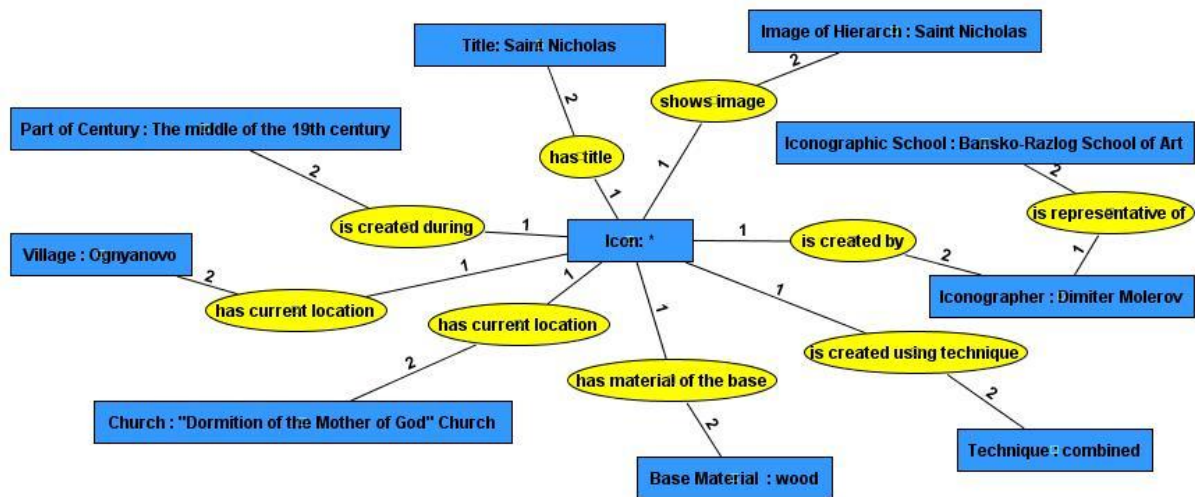 Title: Saint Nicholas
Image of Hierarch : Saint Nicholas
2
2
shows image
Part of Century : The middle of the 19th century
Iconographic School : Bansko-Razlog School of Art
has title
1
2
2
1
is created during
1
Icon: *
1
is created by
is representative of
1
Village : Ognyanovo
1
1
2
2
has current location
1
1
Iconographer : Dimiter Molerov
has current location
1
is created using technique
2
has material of the base
2
Church : "Dormition of the Mother of God" Church
2
Technique : combined
Base Material : wood